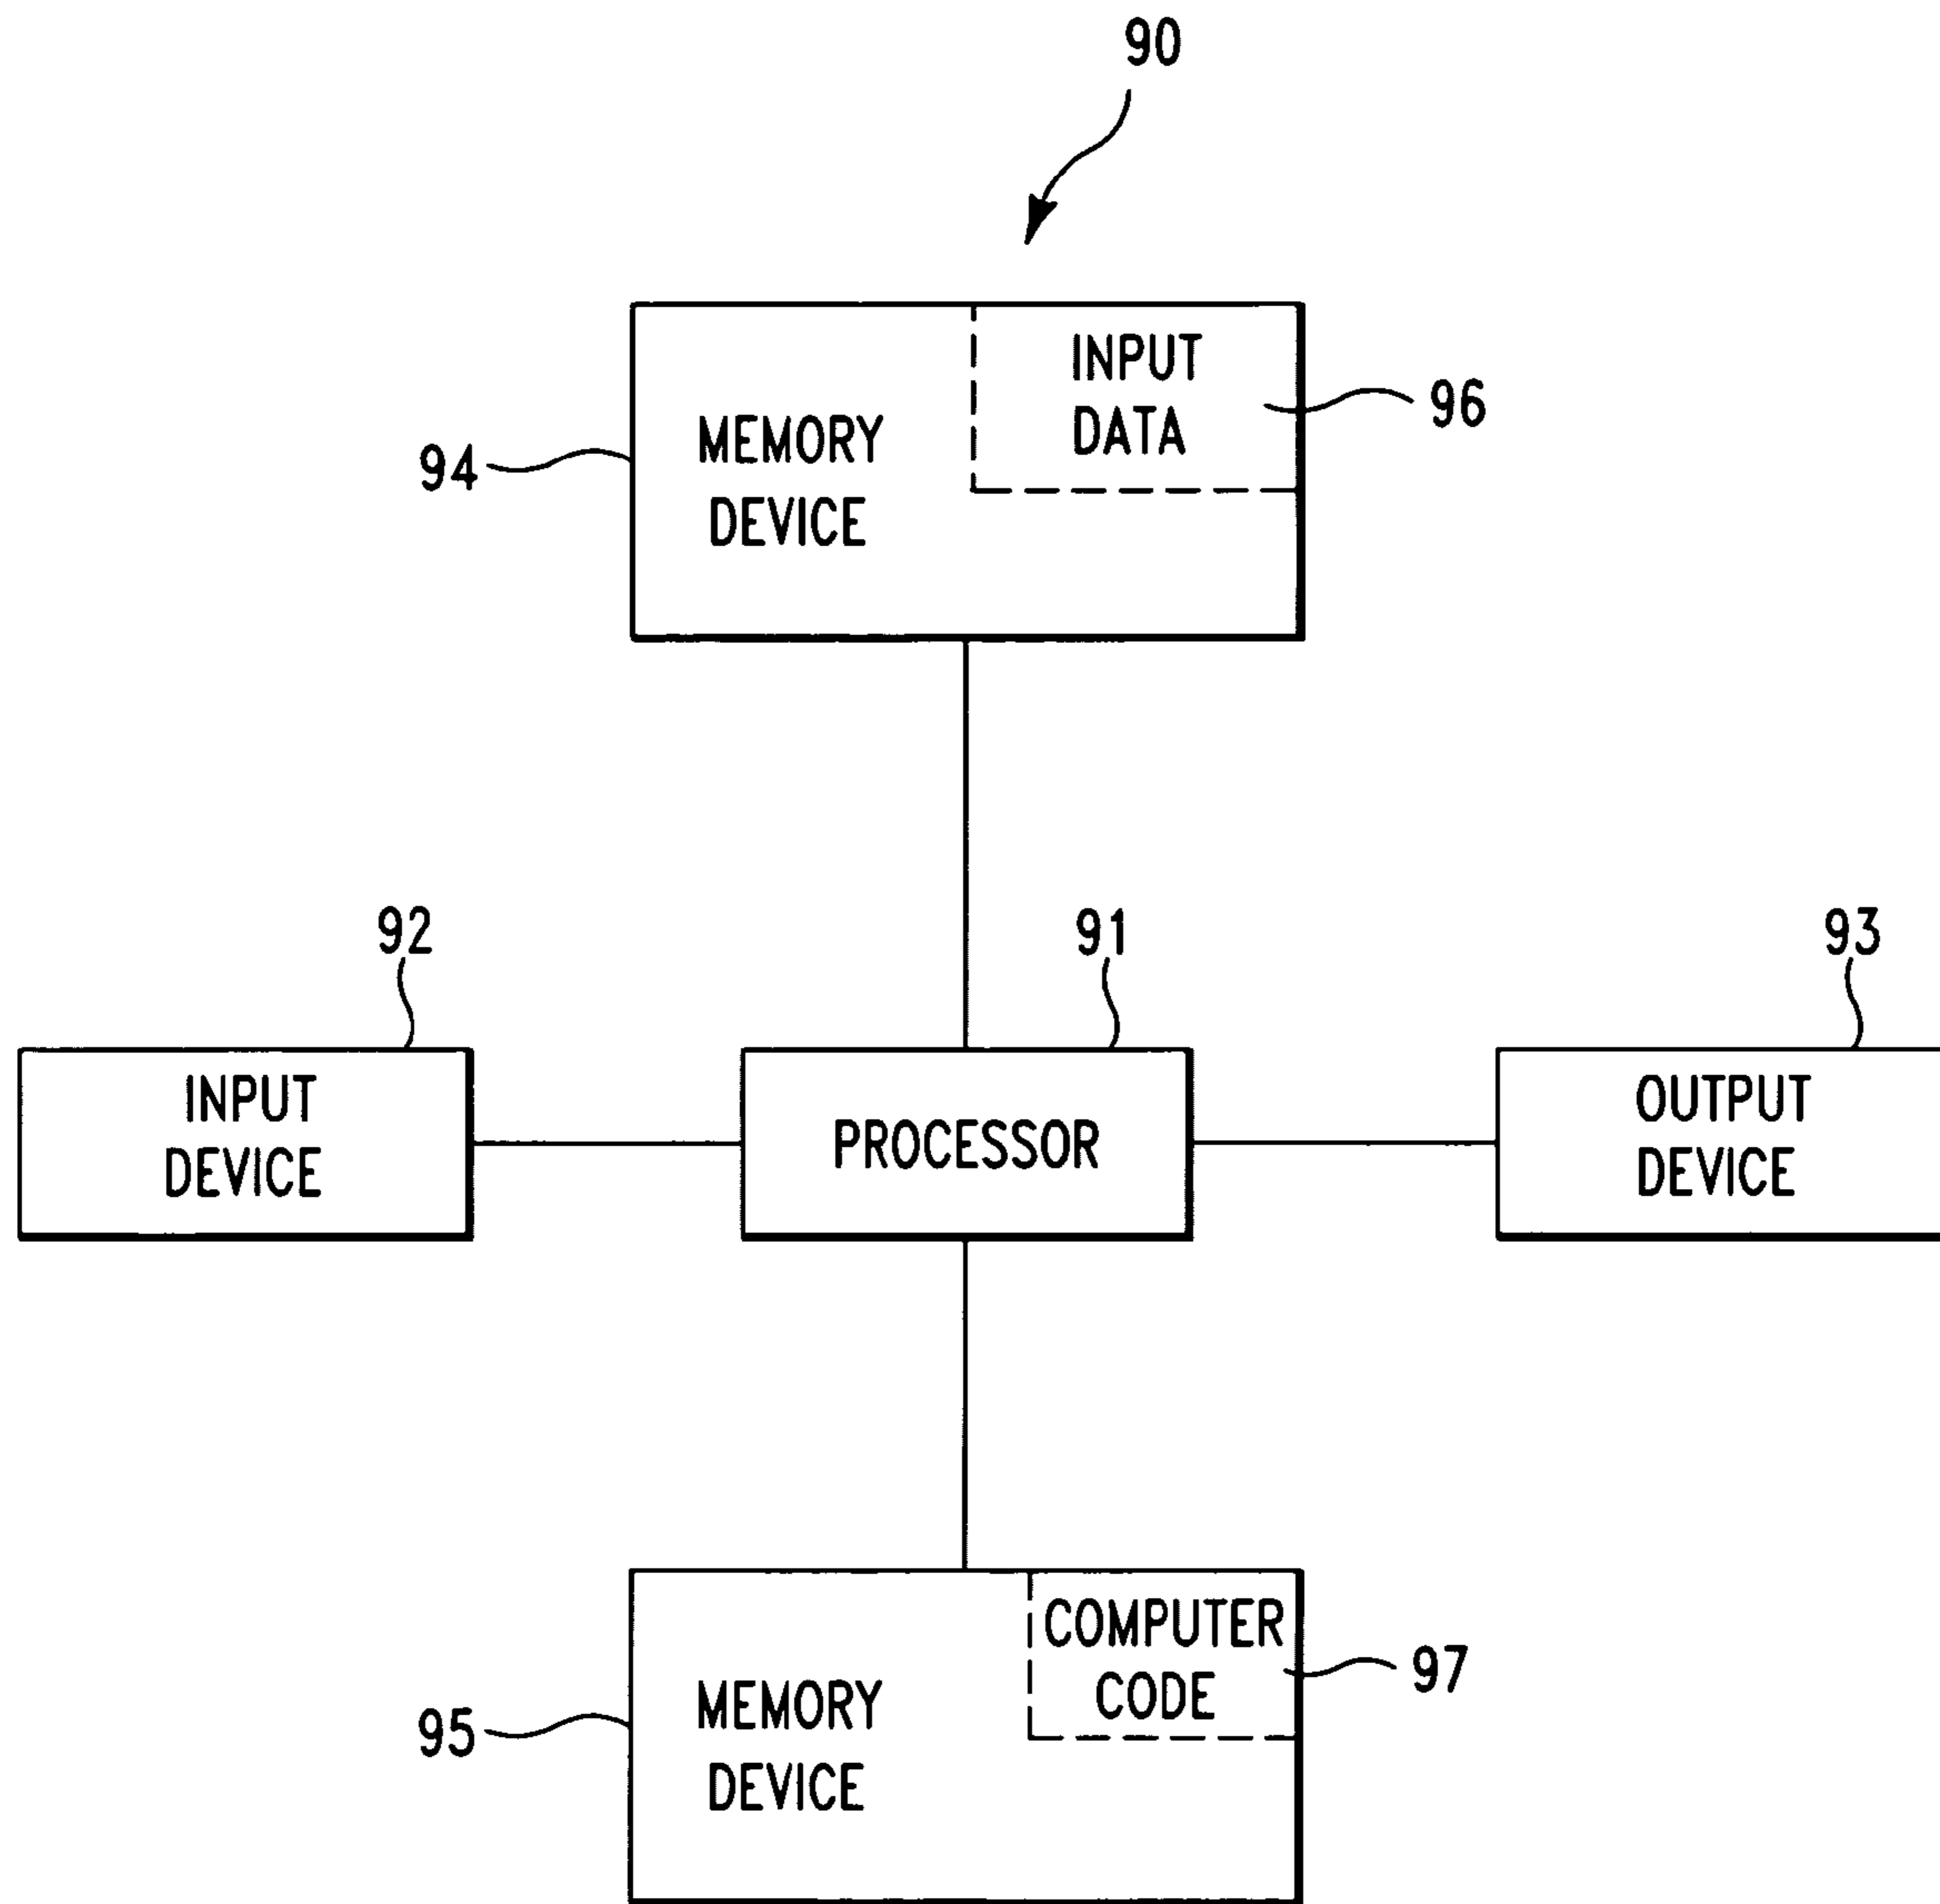 90
INPUT
DATA
96
MEMORY
DEVICE
94
92
91
93
INPUT
DEVICE
PROCESSOR
OUTPUT
DEVICE
COMPUTER
CODE
97
MEMORY
DEVICE
95